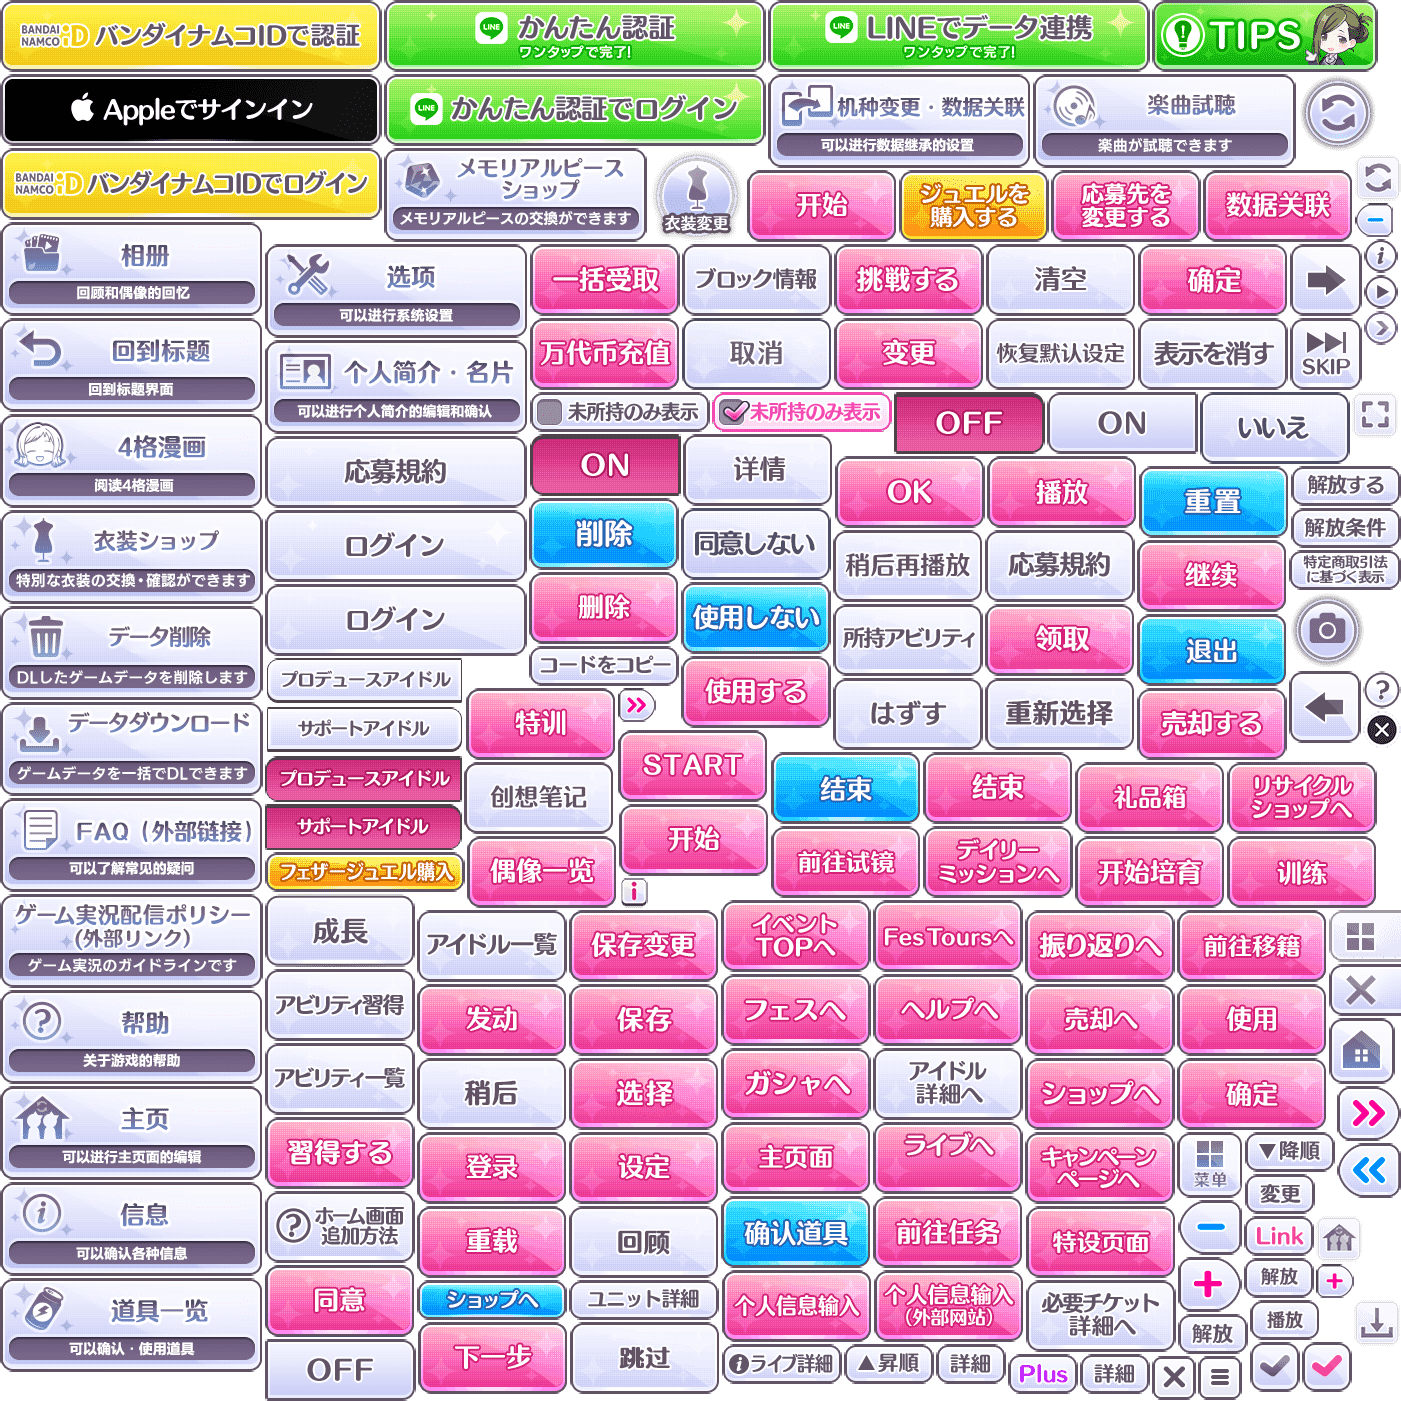 BANDAI NAMCO iD バンダイナムコIDで認証
LINE かんたん認証
ワンタップで完了!
LINE LINEでデータ連携
ワンタップで完了!
TIPS
Appleでサインイン
LINE かんたん認証でログイン
机种变更・数据关联
可以进行数据继承的设置
楽曲試聴
楽曲が試聴できます
BANDAI NAMCO iD バンダイナムコIDでログイン
メモリアルピース
ショップ
メモリアルピースの交換ができます
衣装変更
开始
ジュエルを
購入する
応募先を
変更する
数据关联
相册
回顾和偶像的回忆
选项
可以进行系统设置
一括受取
ブロック情報
挑戦する
清空
确定
回到标题
回到标题界面
个人简介・名片
可以进行个人简介的编辑和确认
万代币充值
取消
变更
恢复默认设定
表示を消す
SKIP
未所持のみ表示
未所持のみ表示
OFF
ON
いいえ
4格漫画
阅读4格漫画
応募規約
ON
详情
OK
播放
重置
解放する
解放条件
衣装ショップ
特別な衣装の交換・確認ができます
ログイン
削除
同意しない
稍后再播放
応募規約
继续
特定商取引法
に基づく表示
データ削除
DLしたゲームデータを削除します
ログイン
删除
使用しない
所持アビリティ
领取
退出
コードをコピー
プロデュースアイドル
使用する
はずす
重新选择
売却する
データダウンロード
ゲームデータを一括でDLできます
サポートアイドル
特训
START
プロデュースアイドル
创想笔记
结束
结束
礼品箱
リサイクル
ショップへ
FAQ（外部链接）
可以了解常见的疑问
サポートアイドル
开始
フェザージュエル購入
偶像一览
前往试镜
デイリー
ミッションへ
开始培育
训练
ゲーム実況配信ポリシー
(外部リンク)
ゲーム実況のガイドラインです
成長
アイドル一覧
保存变更
イベント
TOPへ
FesToursへ
振り返りへ
前往移籍
帮助
关于游戏的帮助
アビリティ習得
发动
保存
フェスへ
ヘルプへ
売却へ
使用
アビリティ一覧
稍后
选择
ガシャへ
アイドル
詳細へ
ショップへ
确定
主页
可以进行主页面的编辑
習得する
登录
设定
主页面
ライブへ
キャンペーン
ページへ
菜单
▼降順
変更
信息
可以确认各种信息
ホーム画面
追加方法
重载
回顾
确认道具
前往任务
特设页面
Link
道具一览
可以确认・使用道具
同意
ショップへ
ユニット詳細
个人信息输入
个人信息输入
（外部网站）
必要チケット
詳細へ
解放
解放
播放
OFF
下一步
跳过
ライブ詳細
▲昇順
詳細
Plus
詳細